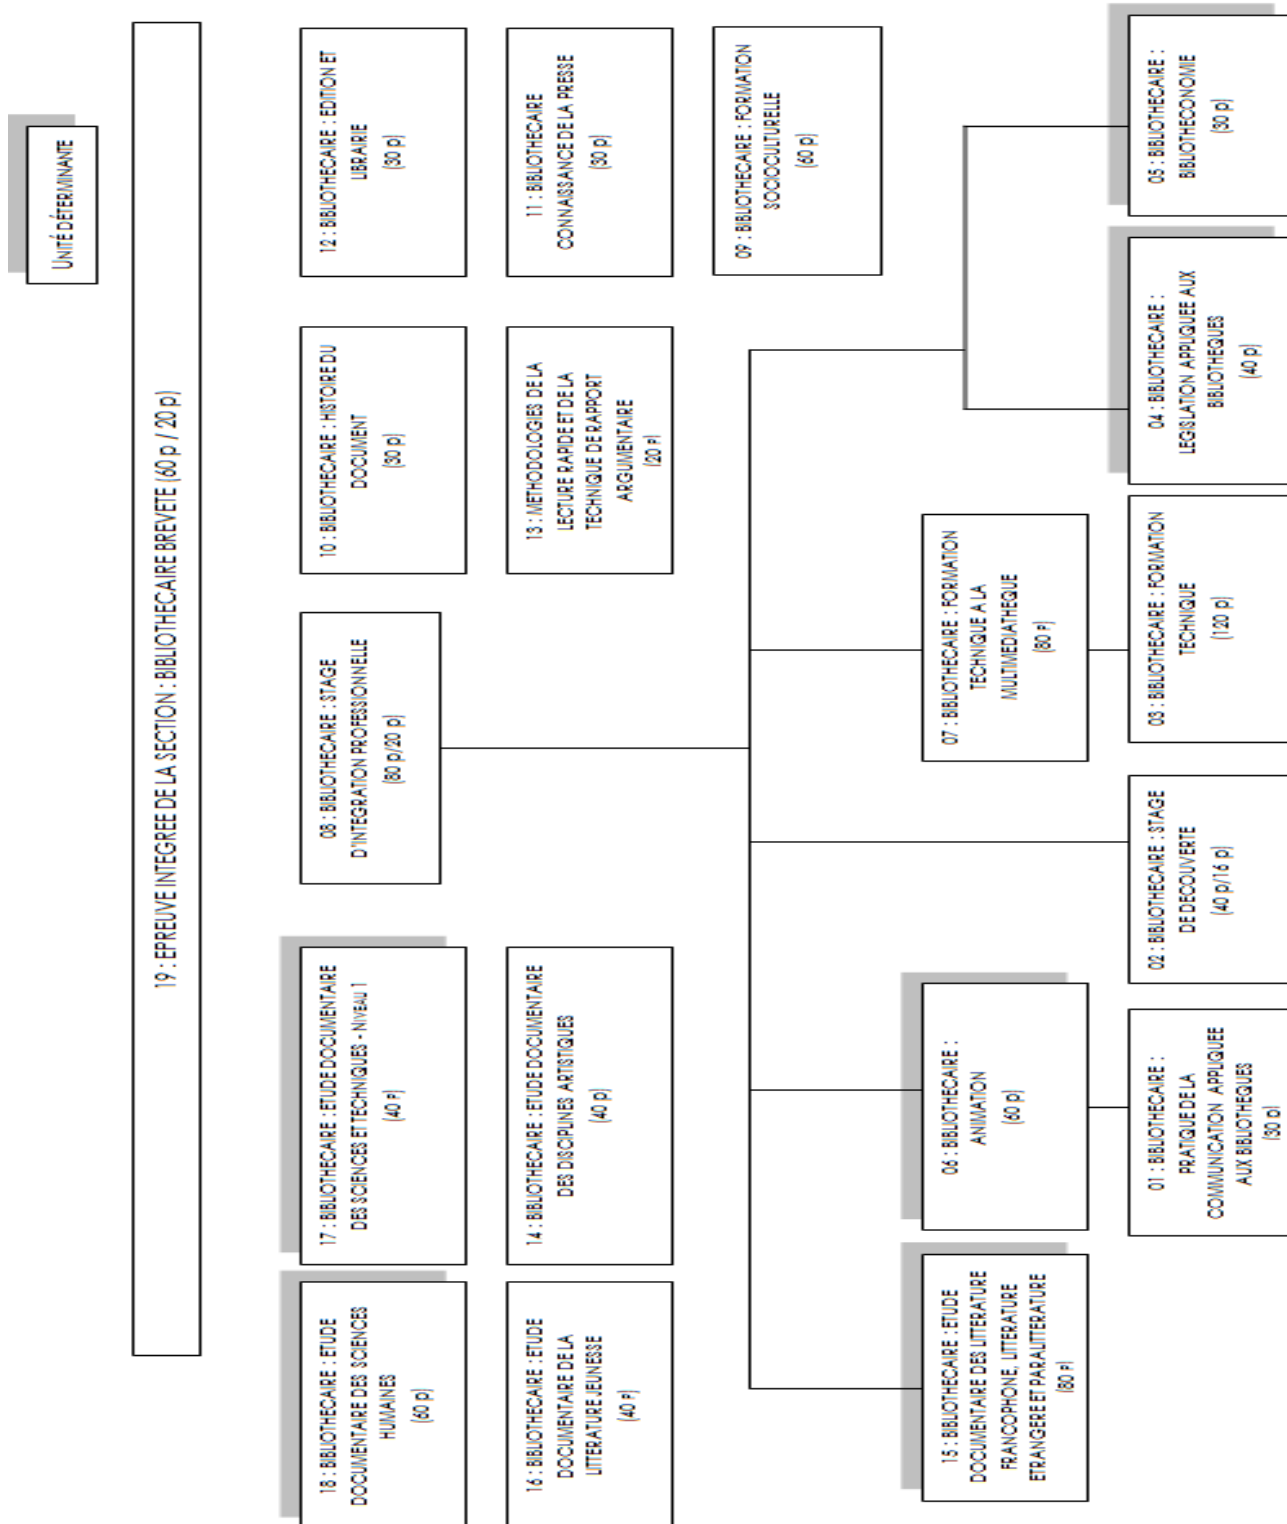 UNITÉ DÉTERMINANTE
19 : EPREUVE INTEGREE DE LA SECTION : BIBLIOTHECAIRE BREVETE (60 p / 20 p)
18 : BIBLIOTHECAIRE : ETUDE
DOCUMENTAIRE DES SCIENCES
HUMAINES
(60 p)
17 : BIBLIOTHECAIRE : ETUDE DOCUMENTAIRE
DES SCIENCES ET TECHNIQUES - NIVEAU 1
(40 P)
08 : BIBLIOTHECAIRE : STAGE
D'INTEGRATION PROFESSIONNELLE
(80 p/20 p)
10 : BIBLIOTHECAIRE : HISTOIRE DU
DOCUMENT
(30 p)
12 : BIBLIOTHECAIRE : EDITION ET
LIBRAIRIE
(30 p)
16 : BIBLIOTHECAIRE : ETUDE
DOCUMENTAIRE DE LA
LITTERATURE JEUNESSE
(40 P)
14 : BIBLIOTHECAIRE : ETUDE DOCUMENTAIRE
DES DISCIPLINES ARTISTIQUES
(40 p)
13 : METHODOLOGIES DE LA
LECTURE RAPIDE ET DE LA
TECHNIQUE DE RAPPORT
ARGUMENTAIRE
(20 P)
11 : BIBLIOTHECAIRE
CONNAISSANCE DE LA PRESSE
(30 p)
09 : BIBLIOTHECAIRE : FORMATION
SOCIOCULTURELLE
(60 p)
15 : BIBLIOTHECAIRE : ETUDE
DOCUMENTAIRE DES LITTERATURE
FRANCOPHONE, LITTERATURE
ETRANGERE ET PARALITTERATURE
(80 P)
06 : BIBLIOTHECAIRE :
ANIMATION
(60 p)
07 : BIBLIOTHECAIRE : FORMATION
TECHNIQUE A LA
MULTIMEDIATHEQUE
(80 P)
01 : BIBLIOTHECAIRE :
PRATIQUE DE LA
COMMUNICATION APPLIQUEE
AUX BIBLIOTHEQUES
(30 p)
02 : BIBLIOTHECAIRE : STAGE
DE DECOUVERTE
(40 p/16 p)
03 : BIBLIOTHECAIRE : FORMATION
TECHNIQUE
(120 p)
04 : BIBLIOTHECAIRE :
LEGISLATION APPLIQUEE AUX
BIBLIOTHEQUES
(40 p)
05 : BIBLIOTHECAIRE :
BIBLIOTHECONOMIE
(30 p)